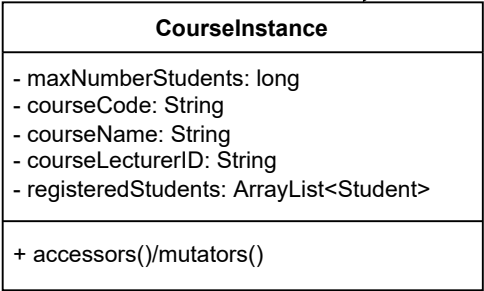 CourseInstance
- maxNumberStudents: long
- courseCode: String
- courseName: String
- courseLecturerID: String
- registeredStudents: ArrayList<Student>
+ accessors()/mutators()